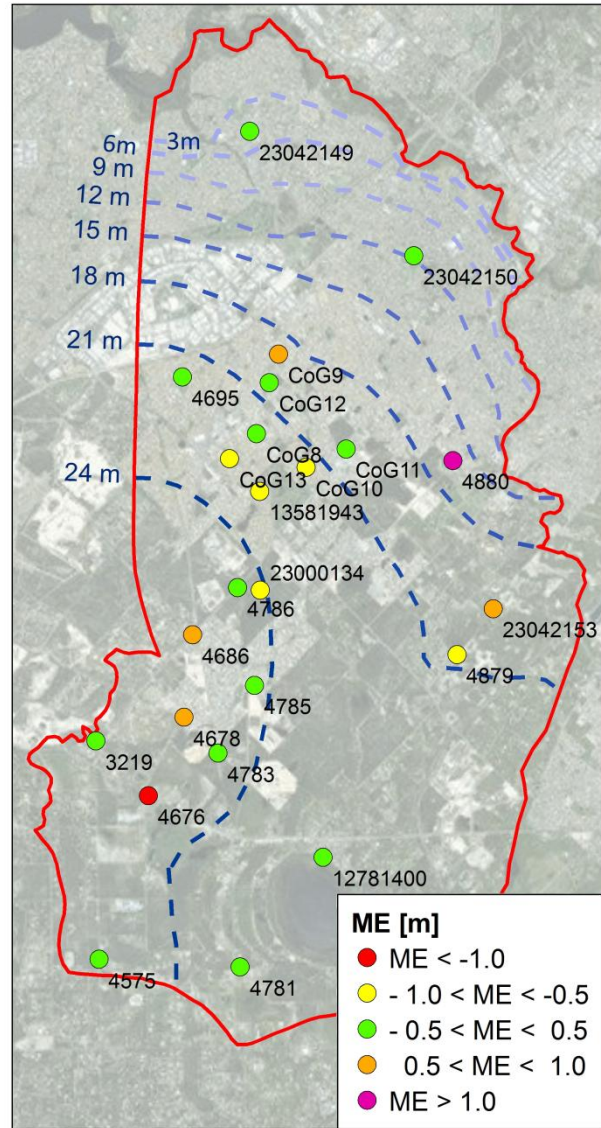 23042149
3m
6m
9 m
12 m
15 m
18 m
21 m
24 m
23042150
CoG9
4695
CoG12
CoG8
CoG11
CoG13
CoG10
4880
13581943
23000134
4786
23042153
4686
4879
4785
4678
3219
4783
4676
12781400
4575
4781
ME [m]
ME < -1.0
- 1.0 < ME < -0.5
- 0.5 < ME < 0.5
0.5 < ME < 1.0
ME > 1.0